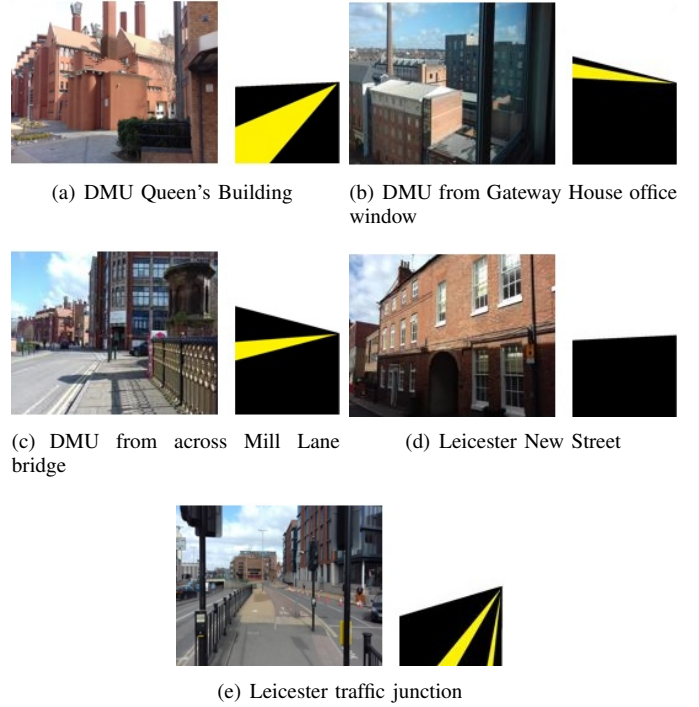 (a) DMU Queen's Building
(b) DMU from Gateway House office
window
(c) DMU from across Mill Lane
bridge
(d) Leicester New Street
(e) Leicester traffic junction